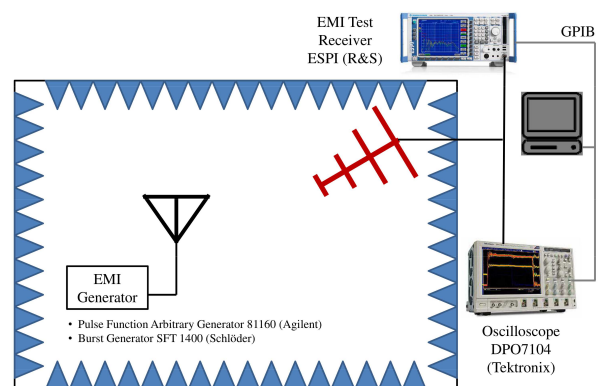 EMI Test
Receiver
ESPI (R&S)
GPIB
EMI
Generator
• Pulse Function Arbitrary Generator 81160 (Agilent)
• Burst Generator SFT 1400 (Schlöder)
Oscilloscope
DPO7104
(Tektronix)